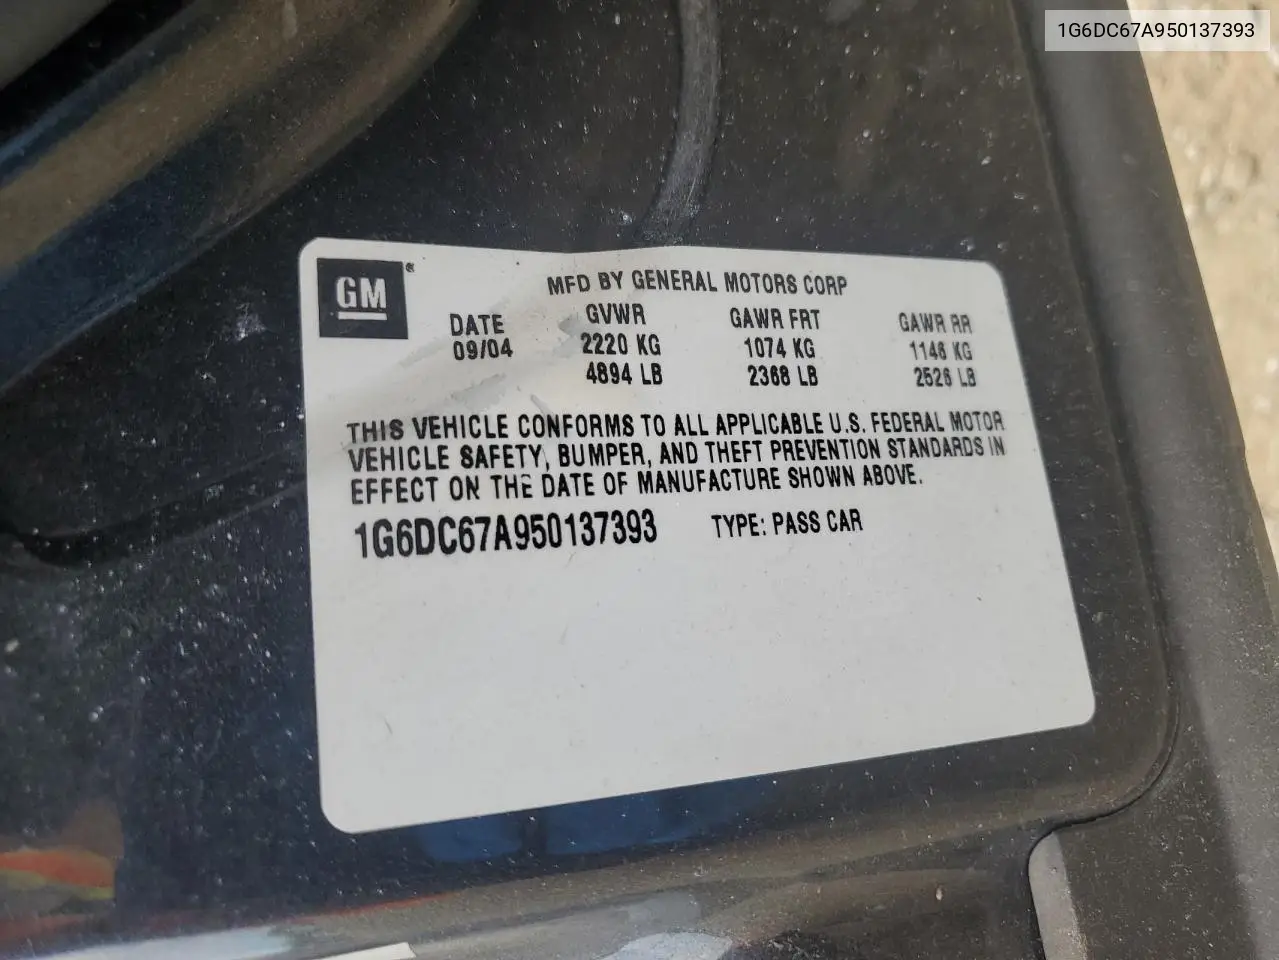 1G6DC67A950137393
GM®
MFD BY GENERAL MOTORS CORP
DATE GVWR GAWR FRT GAWR RR
09/04 2220 KG 1074 KG 1146 KG
4894 LB 2368 LB 2526 LB
THIS VEHICLE CONFORMS TO ALL APPLICABLE U.S. FEDERAL MOTOR
VEHICLE SAFETY, BUMPER, AND THEFT PREVENTION STANDARDS IN
EFFECT ON THE DATE OF MANUFACTURE SHOWN ABOVE.
1G6DC67A950137393 TYPE: PASS CAR